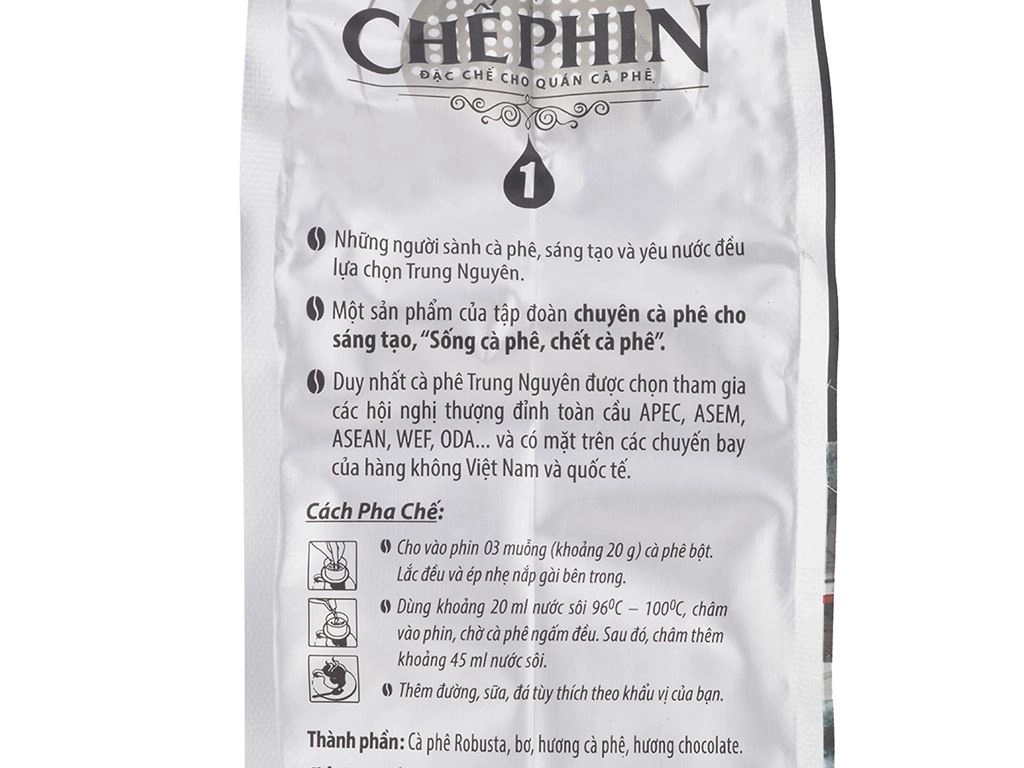 CHẾPHIN
ĐẶC CHẾ CHO QUÁN CÀ PHÊ
1
Những người sành cà phê, sáng tạo và yêu nước đều
lựa chọn Trung Nguyên.
Một sản phẩm của tập đoàn chuyên cà phê cho
sáng tạo, “Sống cà phê, chết cà phê”.
Duy nhất cà phê Trung Nguyên được chọn tham gia
các hội nghị thượng đỉnh toàn cầu APEC, ASEM,
ASEAN, WEF, ODA... và có mặt trên các chuyến bay
của hàng không Việt Nam và quốc tế.
Cách Pha Chế:
Cho vào phin 03 muỗng (khoảng 20 g) cà phê bột.
Lắc đều và ép nhẹ nắp gài bên trong.
Dùng khoảng 20 ml nước sôi 96⁰C – 100⁰C, châm
vào phin, chờ cà phê ngấm đều. Sau đó, châm thêm
khoảng 45 ml nước sôi.
Thêm đường, sữa, đá tùy thích theo khẩu vị của bạn.
Thành phần: Cà phê Robusta, bơ, hương cà phê, hương chocolate.